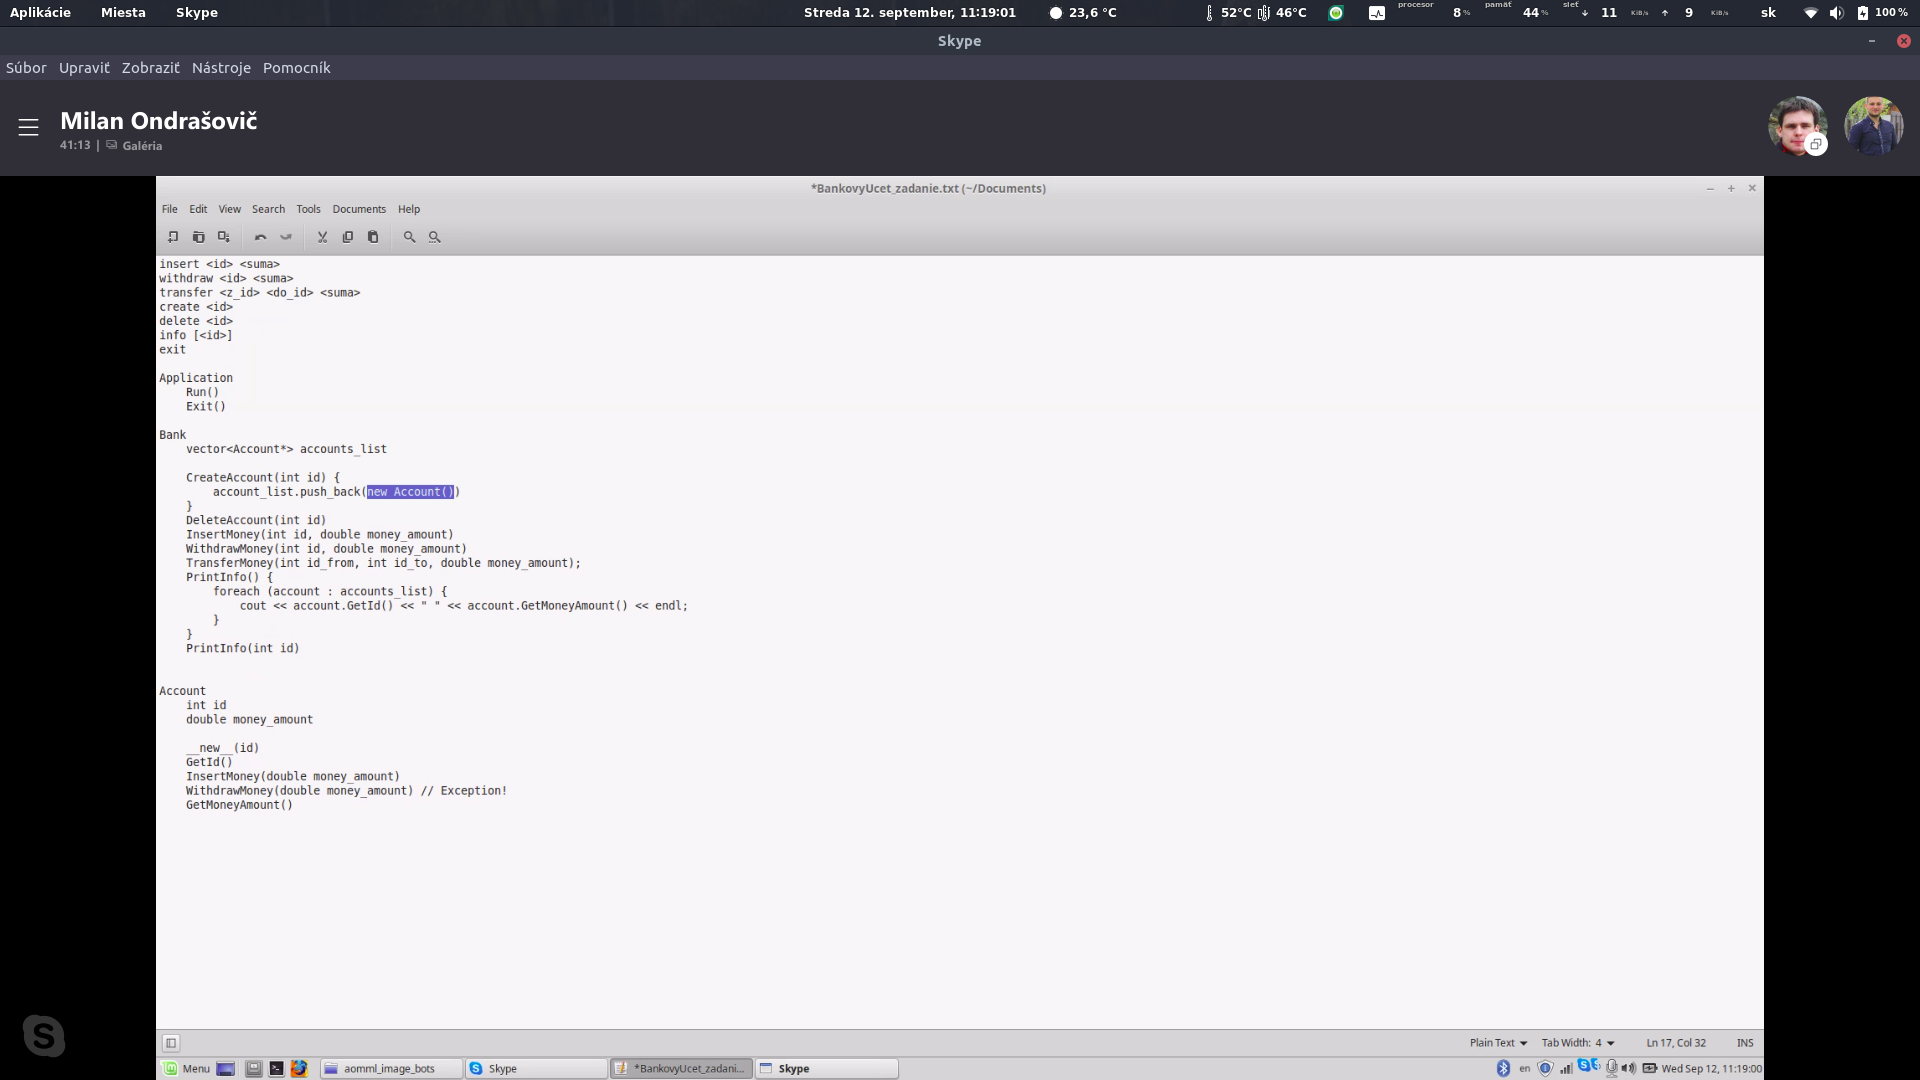 Aplikácie Miesta Skype Streda 12. september, 11:19:01 23,6 °C 52°C 46°C procesor 8 % pamäť 44 % sieť ↓ 11 KiB/s ↑ 9 KiB/s sk 100 %
Skype
Súbor Upraviť Zobraziť Nástroje Pomocník
Milan Ondrašovič
41:13 | Galéria
*BankovyUcet_zadanie.txt (~/Documents)
File Edit View Search Tools Documents Help
insert <id> <suma>
withdraw <id> <suma>
transfer <z_id> <do_id> <suma>
create <id>
delete <id>
info [<id>]
exit
Application
Run()
Exit()
Bank
vector<Account*> accounts_list
CreateAccount(int id) {
account_list.push_back(new Account())
}
DeleteAccount(int id)
InsertMoney(int id, double money_amount)
WithdrawMoney(int id, double money_amount)
TransferMoney(int id_from, int id_to, double money_amount);
PrintInfo() {
foreach (account : accounts_list) {
cout << account.GetId() << " " << account.GetMoneyAmount() << endl;
}
}
PrintInfo(int id)
Account
int id
double money_amount
__new__(id)
GetId()
InsertMoney(double money_amount)
WithdrawMoney(double money_amount) // Exception!
GetMoneyAmount()
Plain Text Tab Width: 4 Ln 17, Col 32 INS
Menu aomml_image_bots Skype *BankovyUcet_zadani... Skype en Wed Sep 12, 11:19:00